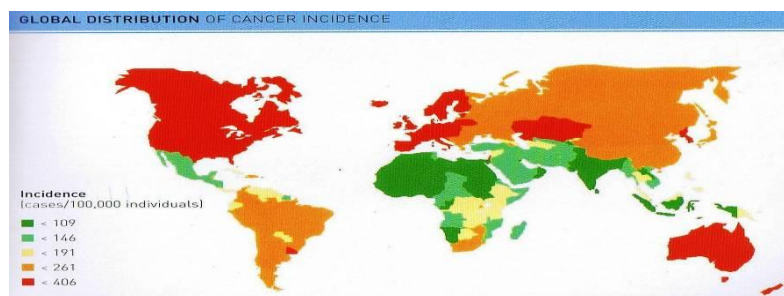 GLOBAL DISTRIBUTION OF CANCER INCIDENCE
Incidence
(cases/100,000 individuals)
< 109
< 146
< 191
< 261
< 406